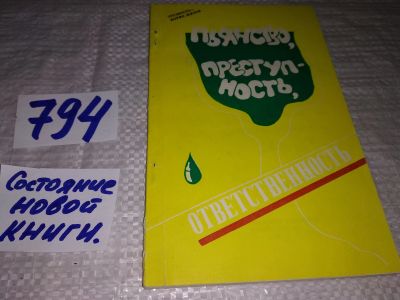 794
Состояние
новой
книги.
ПЬЯНСТВО,
ПРЕСТУП-
НОСТЬ,
ОТВЕТСТВЕННОСТЬ